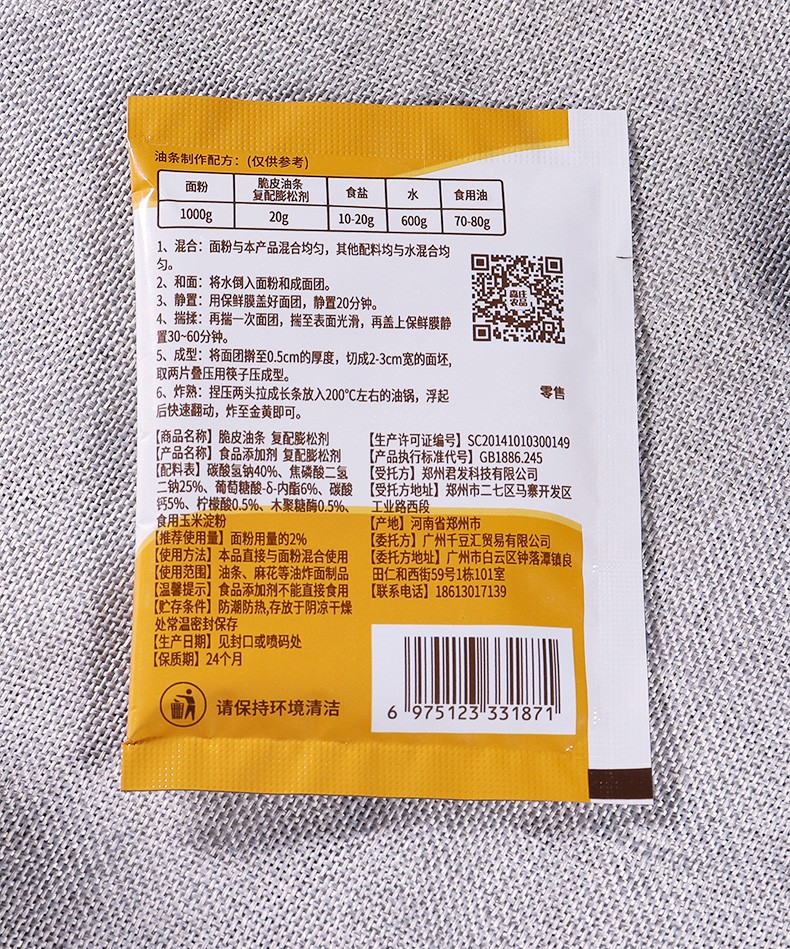 油条制作配方：(仅供参考)
面粉 脆皮油条复配膨松剂 食盐 水 食用油
1000g 20g 10-20g 600g 70-80g
1、混合：面粉与本产品混合均匀，其他配料均与水混合均
匀。
2、和面：将水倒入面粉和成面团。
3、静置：用保鲜膜盖好面团，静置20分钟。
4、揣揉：再揣一次面团，揣至表面光滑，再盖上保鲜膜静
置30~60分钟。
5、成型：将面团擀至0.5cm的厚度，切成2-3cm宽的面坯，
取两片叠压用筷子压成型。
6、炸熟：捏压两头拉成长条放入200℃左右的油锅，浮起
后快速翻动，炸至金黄即可。
森庄
农品
零售
【商品名称】脆皮油条 复配膨松剂
【产品名称】食品添加剂 复配膨松剂
【配料表】碳酸氢钠40%、焦磷酸二氢
二钠25%、葡萄糖酸-δ-内酯6%、碳酸
钙5%、柠檬酸0.5%、木聚糖酶0.5%、
食用玉米淀粉
【推荐使用量】面粉用量的2%
【使用方法】本品直接与面粉混合使用
【使用范围】油条、麻花等油炸面制品
【温馨提示】食品添加剂不能直接食用
【贮存条件】防潮防热,存放于阴凉干燥
处常温密封保存
【生产日期】见封口或喷码处
【保质期】24个月
【生产许可证编号】SC20141010300149
【产品执行标准代号】GB1886.245
【受托方】郑州君发科技有限公司
【受托方地址】郑州市二七区马寨开发区
工业路西段
【产地】河南省郑州市
【委托方】广州千豆汇贸易有限公司
【委托方地址】广州市白云区钟落潭镇良
田仁和西街59号1栋101室
【联系电话】18613017139
请保持环境清洁
6 975123 331871